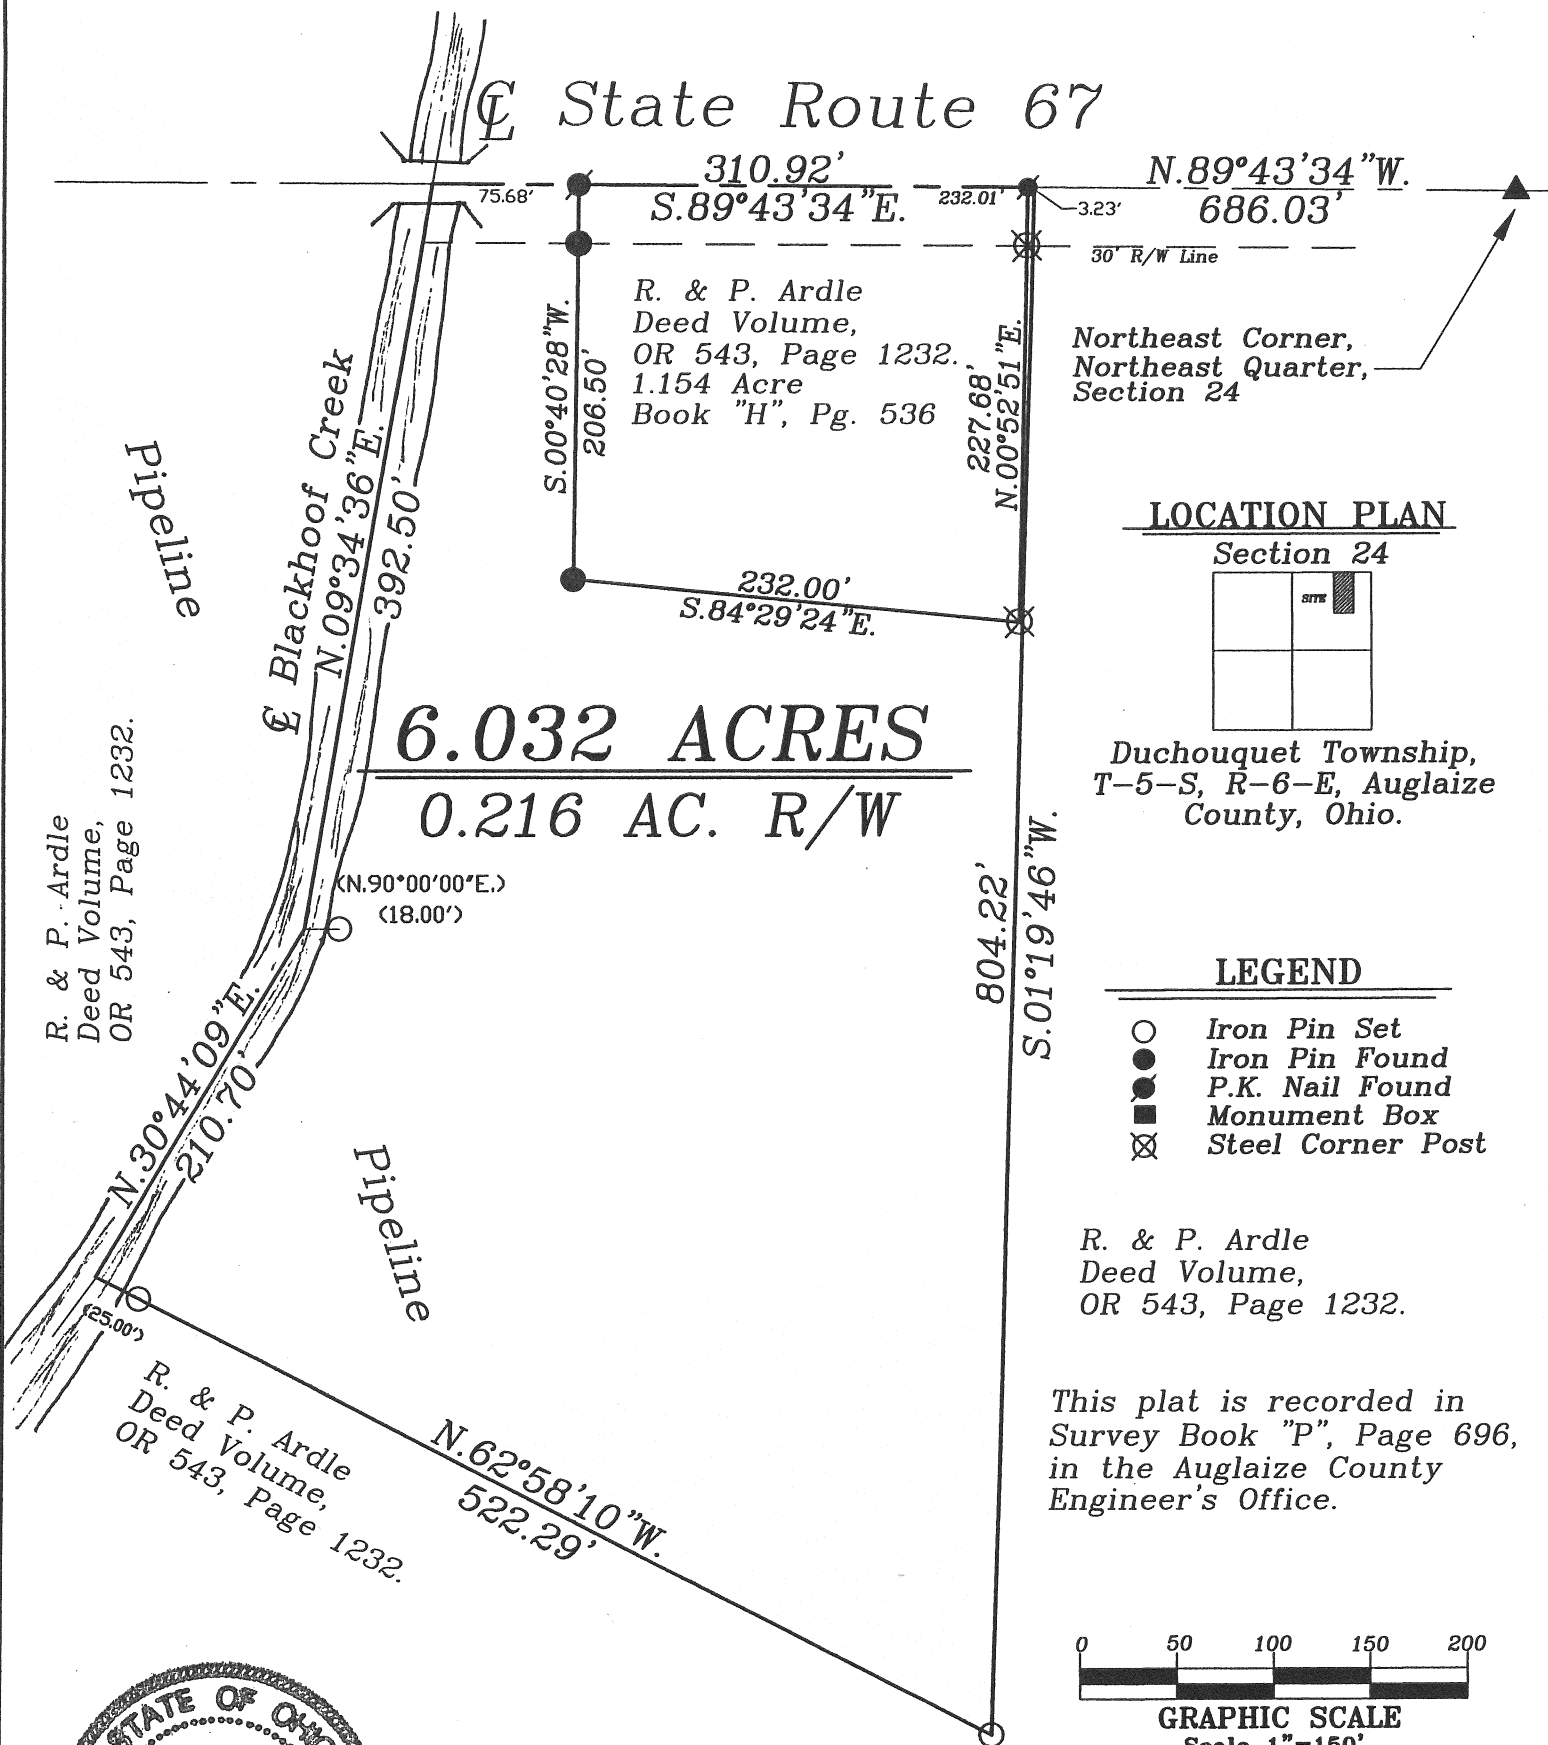 ℄ State Route 67
310.92'
S.89°43'34"E.
75.68'
232.01'
3.23'
N.89°43'34"W.
686.03'
30' R/W Line
R. & P. Ardle
Deed Volume,
OR 543, Page 1232.
1.154 Acre
Book "H", Pg. 536
S.00°40'28"W.
206.50'
227.68'
N.00°52'51"E.
232.00'
S.84°29'24"E.
Northeast Corner,
Northeast Quarter,
Section 24
Pipeline
℄ Blackhoof Creek
N.09°34'36"E.
392.50'
LOCATION PLAN
Section 24
SITE
Duchouquet Township,
T-5-S, R-6-E, Auglaize
County, Ohio.
6.032 ACRES
0.216 AC. R/W
R. & P. Ardle
Deed Volume,
OR 543, Page 1232.
(N.90°00'00"E.)
(18.00')
804.22'
S.01°19'46"W.
N.30°44'09"E.
210.70'
LEGEND
Iron Pin Set
Iron Pin Found
P.K. Nail Found
Monument Box
Steel Corner Post
Pipeline
R. & P. Ardle
Deed Volume,
OR 543, Page 1232.
(25.00')
R. & P. Ardle
Deed Volume,
OR 543, Page 1232.
N.62°58'10"W.
522.29'
This plat is recorded in
Survey Book "P", Page 696,
in the Auglaize County
Engineer's Office.
0 50 100 150 200
GRAPHIC SCALE
Scale 1"=150'
STATE OF OHIO